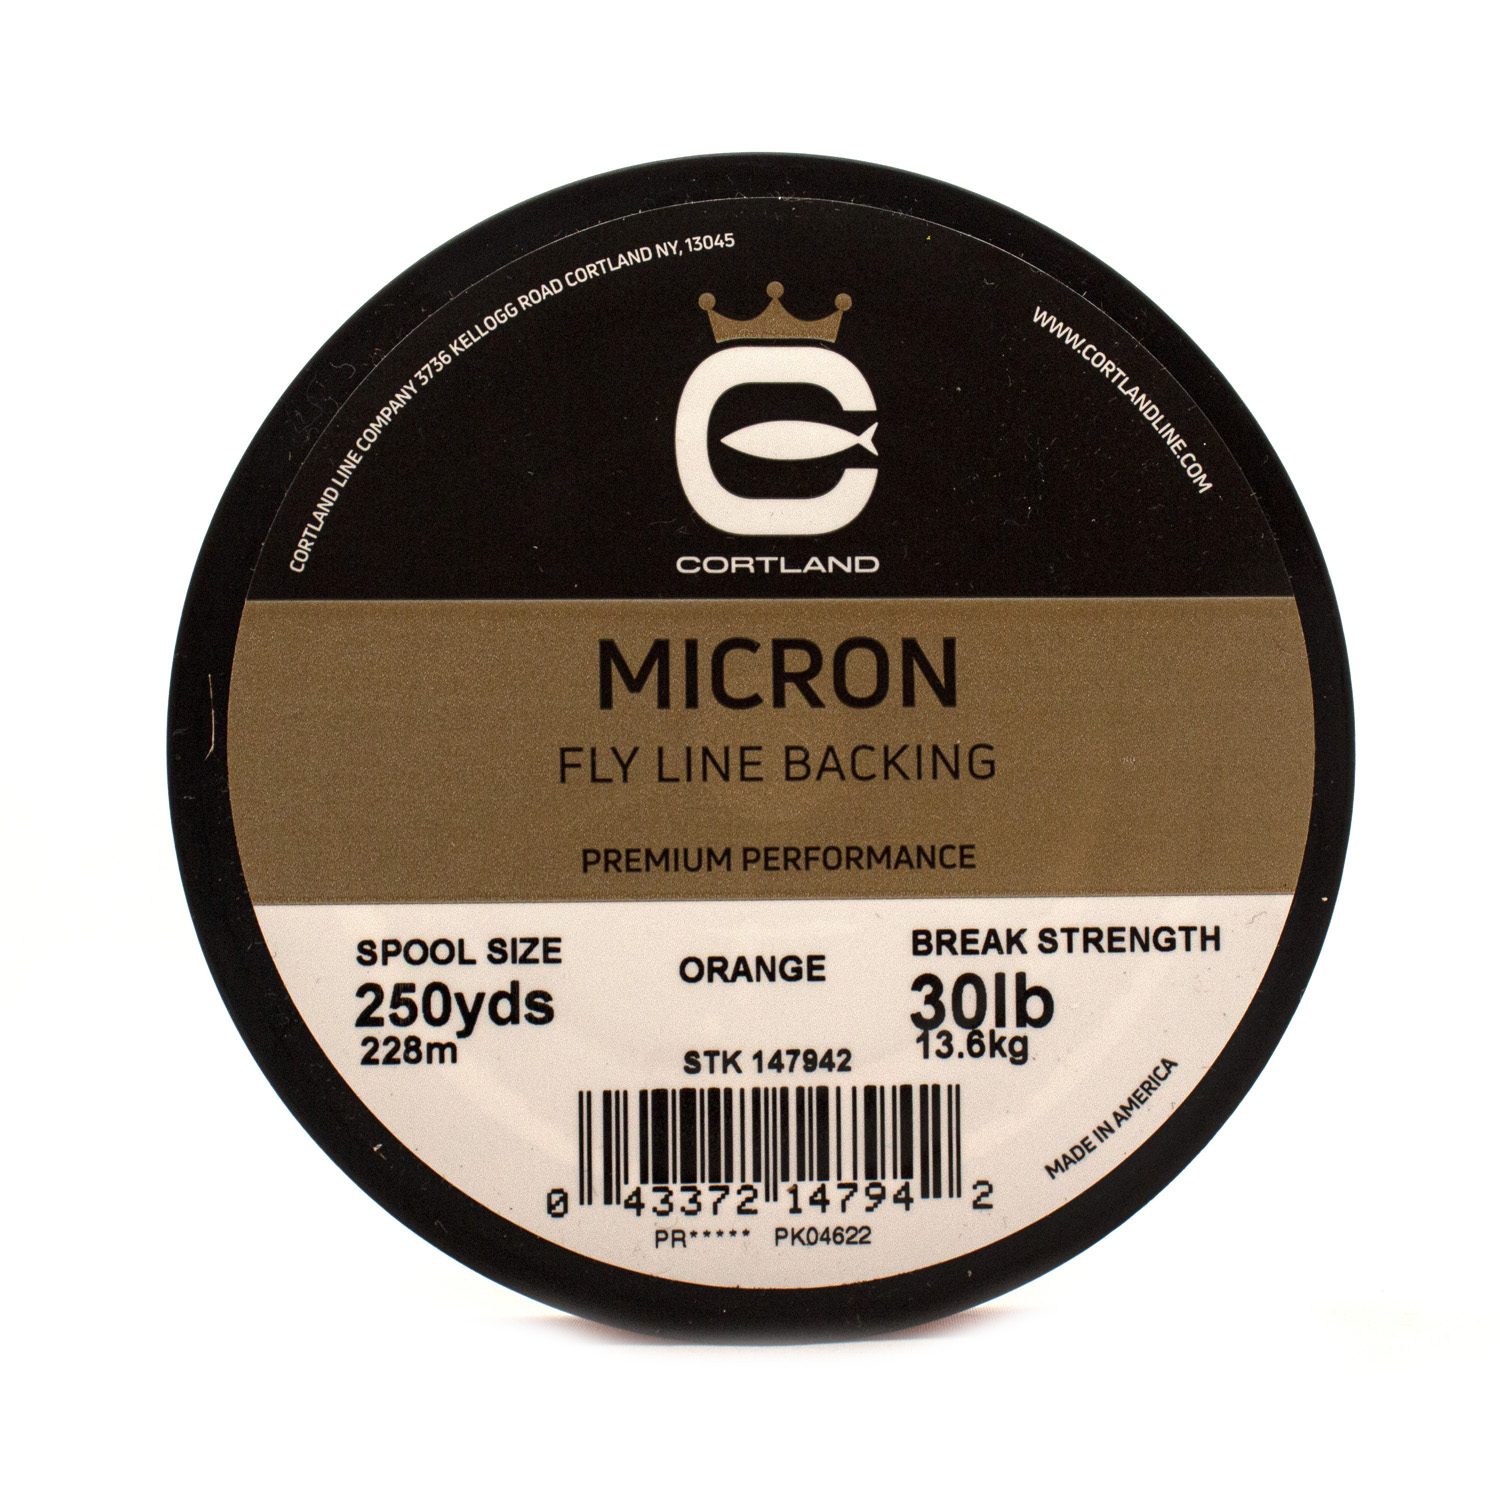 CORTLAND LINE COMPANY 3736 KELLOGG ROAD CORTLAND NY, 13045
WWW.CORTLANDLINE.COM
CORTLAND
MICRON
FLY LINE BACKING
PREMIUM PERFORMANCE
SPOOL SIZE
250yds
228m
ORANGE
BREAK STRENGTH
30lb
13.6kg
STK 147942
0 43372 14794 2
PR***** PK04622
MADE IN AMERICA